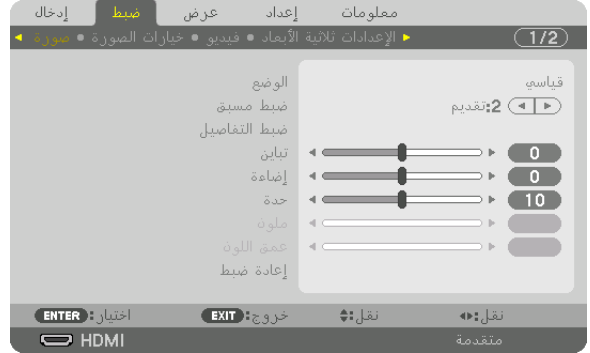 إدخال ضبط عرض إعداد معلومات
صورة ● خيارات الصورة ● فيديو ● الأبعاد ثلاثية الإعدادات 1/2
الوضع قياسي
ضبط مسبق 2:تقديم
ضبط التفاصيل
تباين 0
إضاءة 0
حدة 10
ملون
عمق اللون
إعادة ضبط
ENTER:اختيار EXIT:خروج نقل: نقل:
HDMI متقدمة